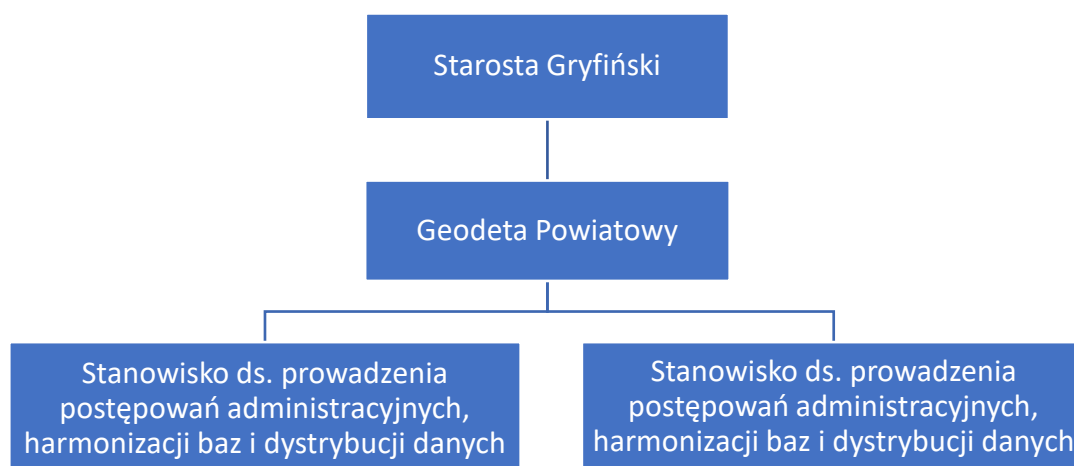 Starosta Gryfiński
Geodeta Powiatowy
Stanowisko ds. prowadzenia
postępowań administracyjnych,
harmonizacji baz i dystrybucji danych
Stanowisko ds. prowadzenia
postępowań administracyjnych,
harmonizacji baz i dystrybucji danych